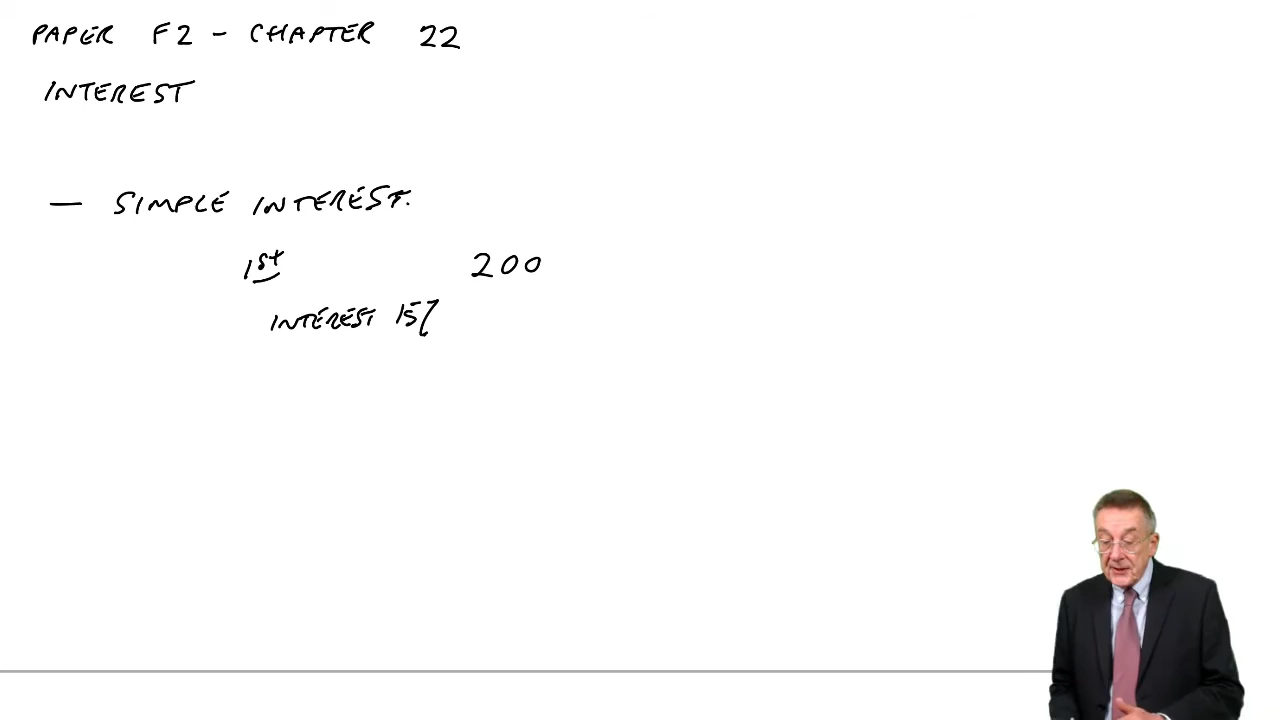 PAPER F2 - CHAPTER 22
INTEREST
— SIMPLE INTEREST.
1st 200
INTEREST 15%